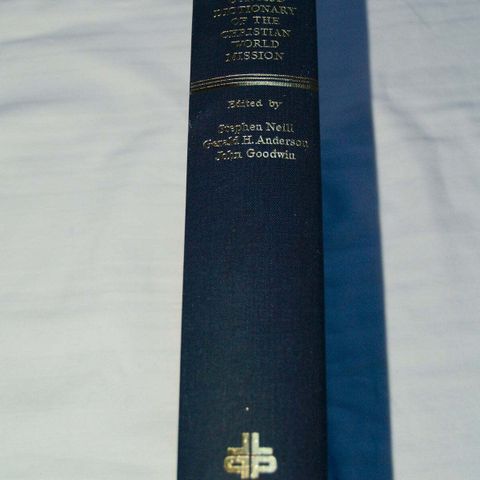 DICTIONARY
OF THE
CHRISTIAN
WORLD
MISSION
Edited by
Stephen Neill
Gerald H. Anderson
John Goodwin